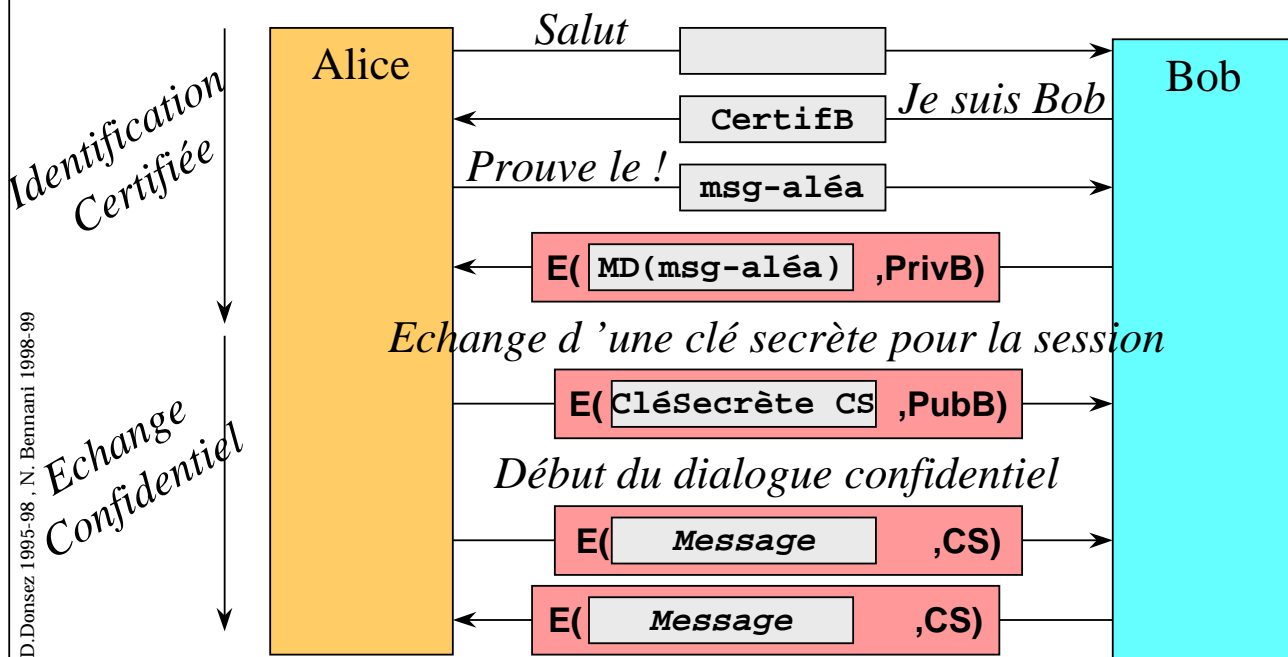 Salut
Alice
Bob
Je suis Bob
CertifB
Identification
Certifiée
Prouve le !
msg-aléa
E( MD(msg-aléa) ,PrivB)
Echange d ’une clé secrète pour la session
E( CléSecrète CS ,PubB)
Echange
Confidentiel
Début du dialogue confidentiel
E( Message ,CS)
E( Message ,CS)
D.Donsez 1995-98 , N. Bennani 1998-99